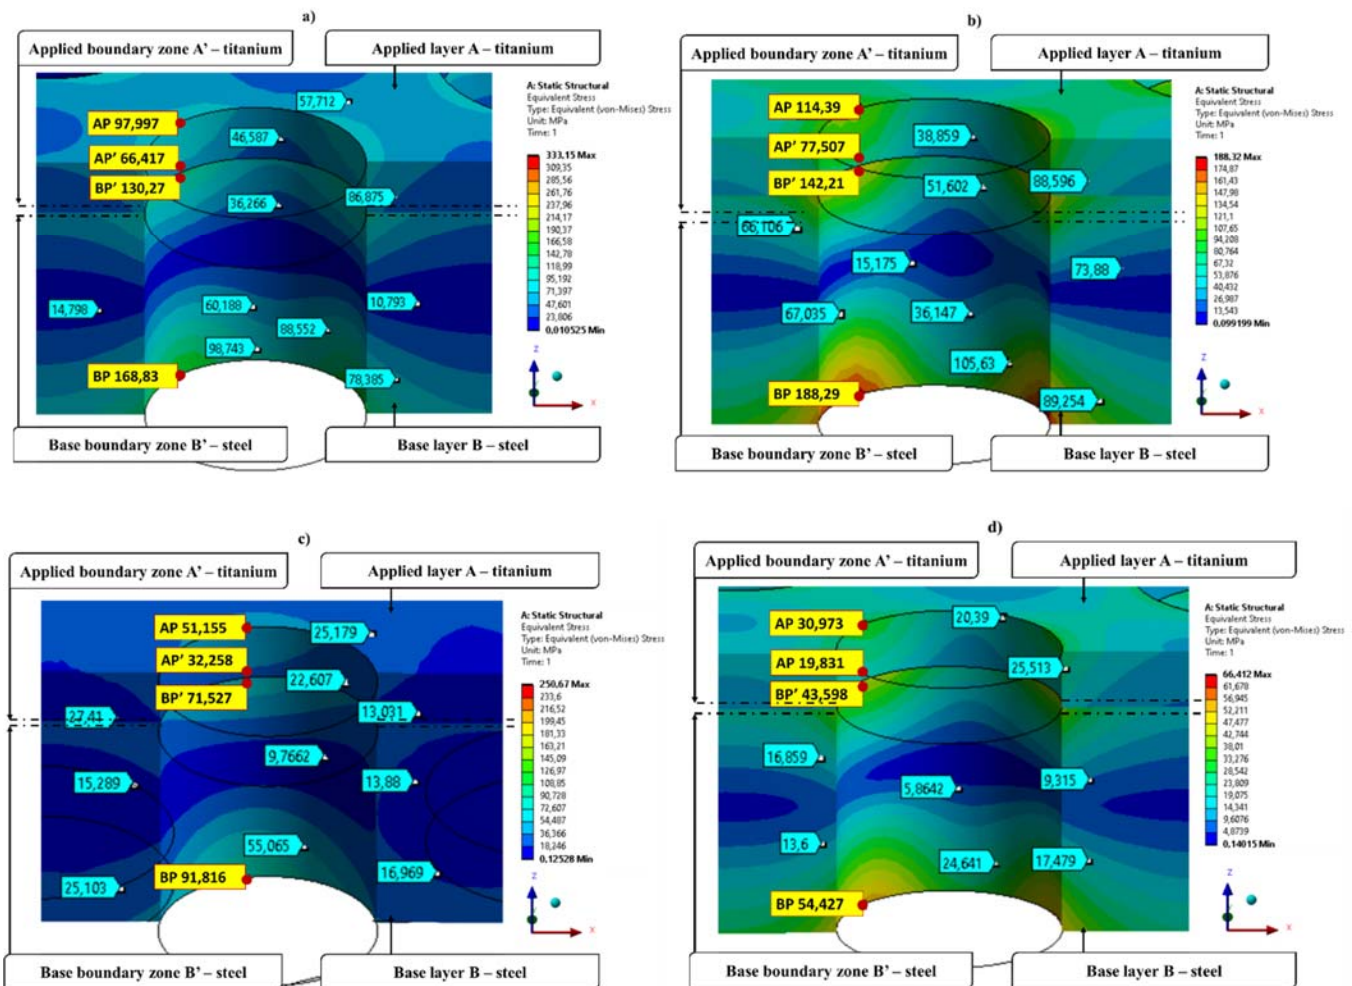 a)
Applied boundary zone A’ – titanium
Applied layer A – titanium
57,712
AP 97,997
46,587
AP’ 66,417
BP’ 130,27
86,875
36,266
14,798
60,188
10,793
88,552
98,743
BP 168,83
78,385
A: Static Structural
Equivalent Stress
Type: Equivalent (von-Mises) Stress
Unit: MPa
Time: 1
333,15 Max
309,35
285,56
261,76
237,96
214,17
190,37
166,58
142,78
118,99
95,192
71,397
47,601
23,806
0,010525 Min
Z
X
Base boundary zone B’ – steel
Base layer B – steel
b)
Applied boundary zone A’ – titanium
Applied layer A – titanium
AP 114,39
38,859
AP’ 77,507
BP’ 142,21
51,602
88,596
66,106
15,175
73,88
67,035
36,147
105,63
BP 188,29
89,254
A: Static Structural
Equivalent Stress
Type: Equivalent (von-Mises) Stress
Unit: MPa
Time: 1
188,32 Max
174,87
161,43
147,98
134,54
121,1
107,65
94,208
80,764
67,32
53,876
40,432
26,987
13,543
0,099199 Min
Z
X
Base boundary zone B’ – steel
Base layer B – steel
c)
Applied boundary zone A’ – titanium
Applied layer A – titanium
AP 51,155
25,179
AP’ 32,258
22,607
BP’ 71,527
27,41
13,031
9,7662
15,289
13,88
55,065
BP 91,816
16,969
25,103
A: Static Structural
Equivalent Stress
Type: Equivalent (von-Mises) Stress
Unit: MPa
Time: 1
250,67 Max
233,6
216,52
199,45
181,33
163,21
145,09
126,97
108,85
90,728
72,607
54,487
36,366
18,246
0,12528 Min
Z
X
Base boundary zone B’ – steel
Base layer B – steel
d)
Applied boundary zone A’ – titanium
Applied layer A – titanium
AP 30,973
20,39
AP’ 19,831
25,513
BP’ 43,598
16,859
5,8642
9,315
13,6
24,641
17,479
BP 54,427
A: Static Structural
Equivalent Stress
Type: Equivalent (von-Mises) Stress
Unit: MPa
Time: 1
66,412 Max
61,678
56,945
52,211
47,477
42,744
38,01
33,276
28,542
23,809
19,075
14,341
9,6076
4,8739
0,14015 Min
Z
X
Base boundary zone B’ – steel
Base layer B – steel